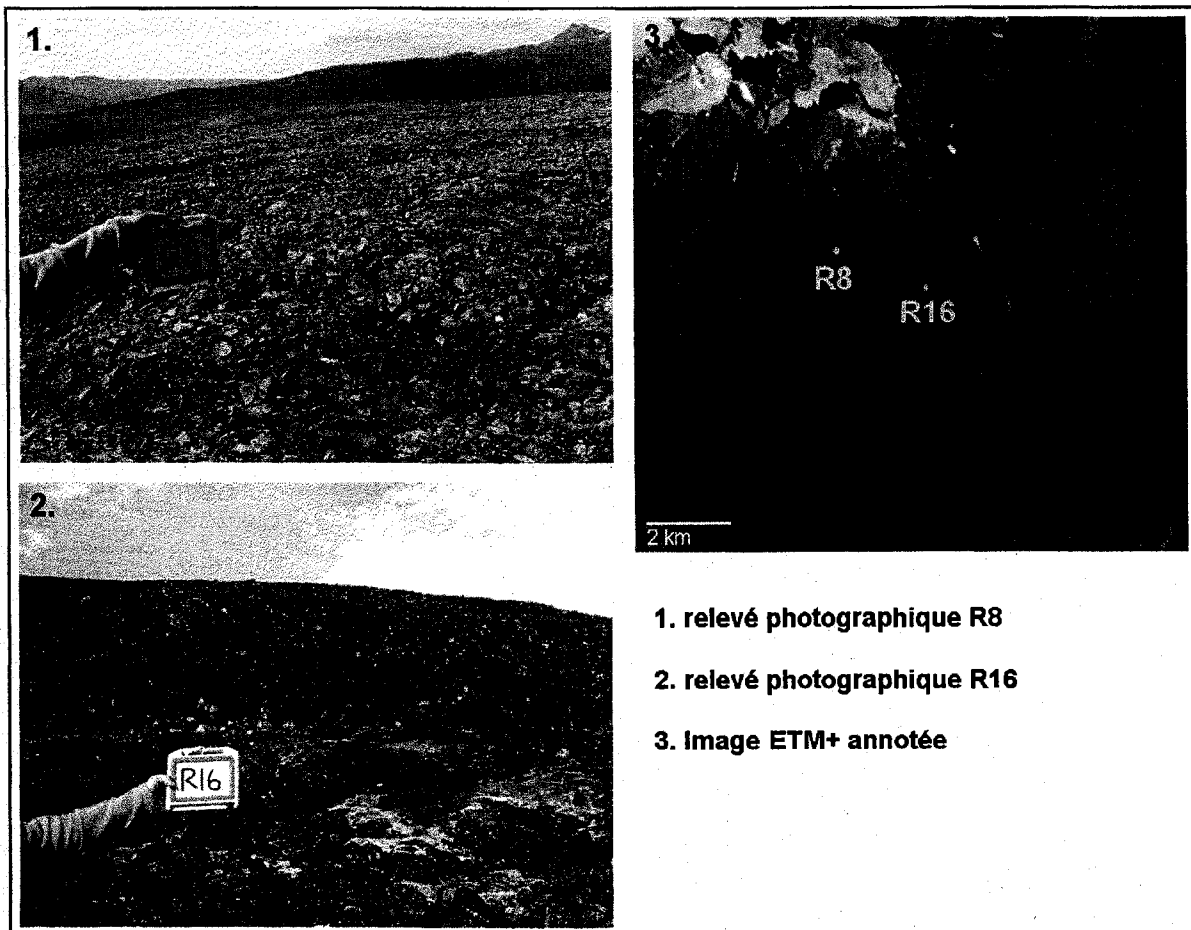 1.
2.
R16
3.
R8
R16
2 km
1. relevé photographique R8
2. relevé photographique R16
3. Image ETM+ annotée